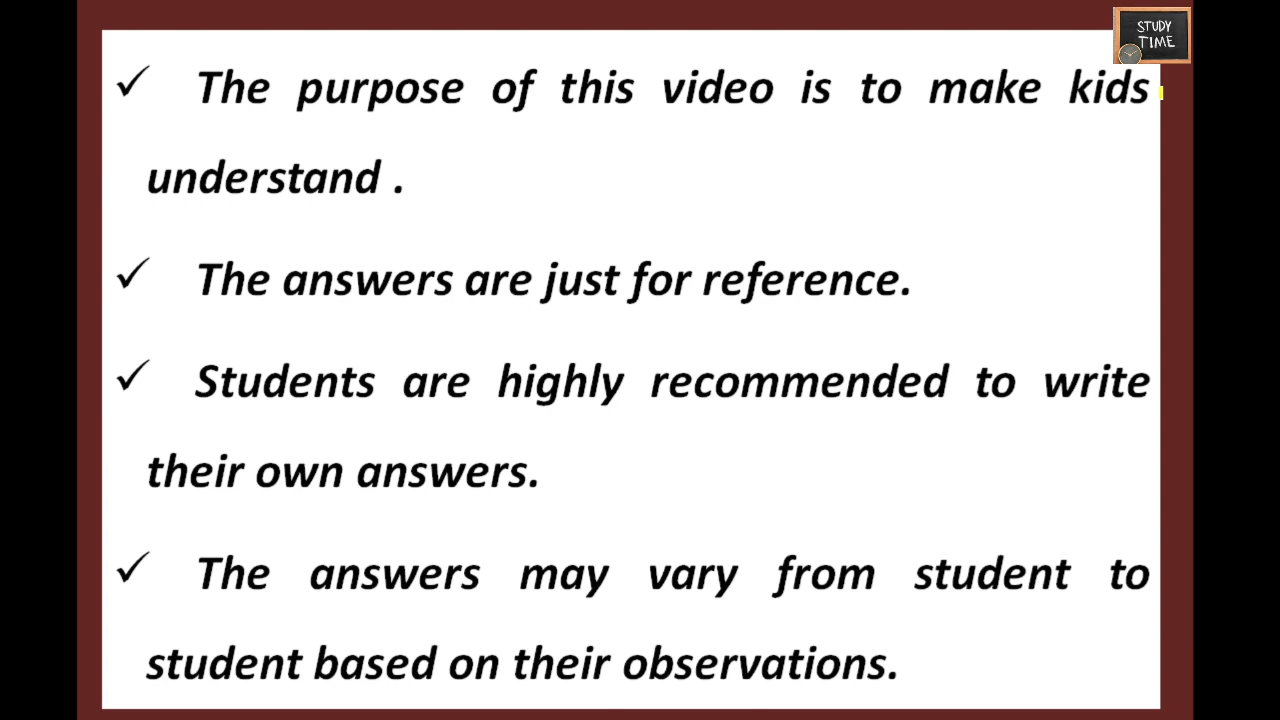 STUDY
TIME
✓ The purpose of this video is to make kids
understand .
✓ The answers are just for reference.
✓ Students are highly recommended to write
their own answers.
✓ The answers may vary from student to
student based on their observations.